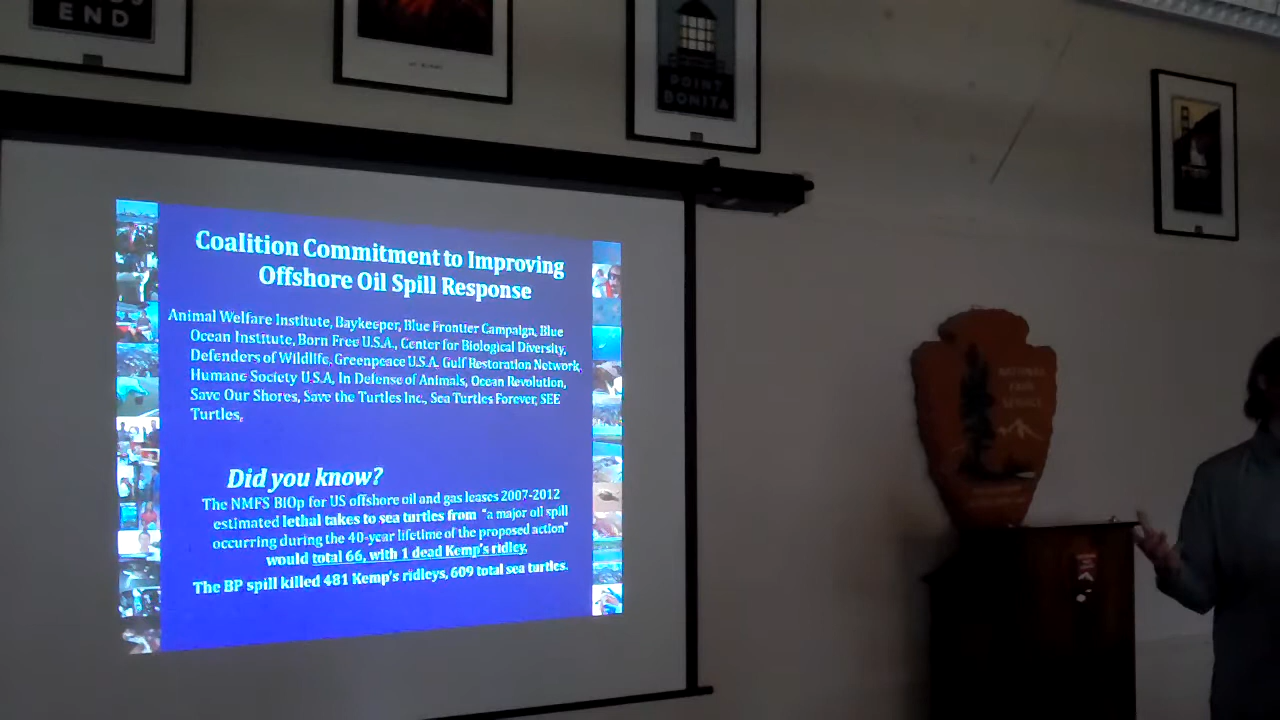 END
POINT
BONITA
Coalition Commitment to Improving
Offshore Oil Spill Response
Animal Welfare Institute, Baykeeper, Blue Frontier Campaign, Blue
Ocean Institute, Born Free U.S.A., Center for Biological Diversity,
Defenders of Wildlife, Greenpeace U.S.A. Gulf Restoration Network,
Humane Society U.S.A, In Defense of Animals, Ocean Revolution,
Save Our Shores, Save the Turtles Inc., Sea Turtles Forever, SEE
Turtles,
Did you know?
The NMFS BIOp for US offshore oil and gas leases 2007-2012
estimated lethal takes to sea turtles from "a major oil spill
occurring during the 40-year lifetime of the proposed action"
would total 66, with 1 dead Kemp's ridley,
The BP spill killed 481 Kemp's ridleys, 609 total sea turtles.
NATIONAL
PARK
SERVICE